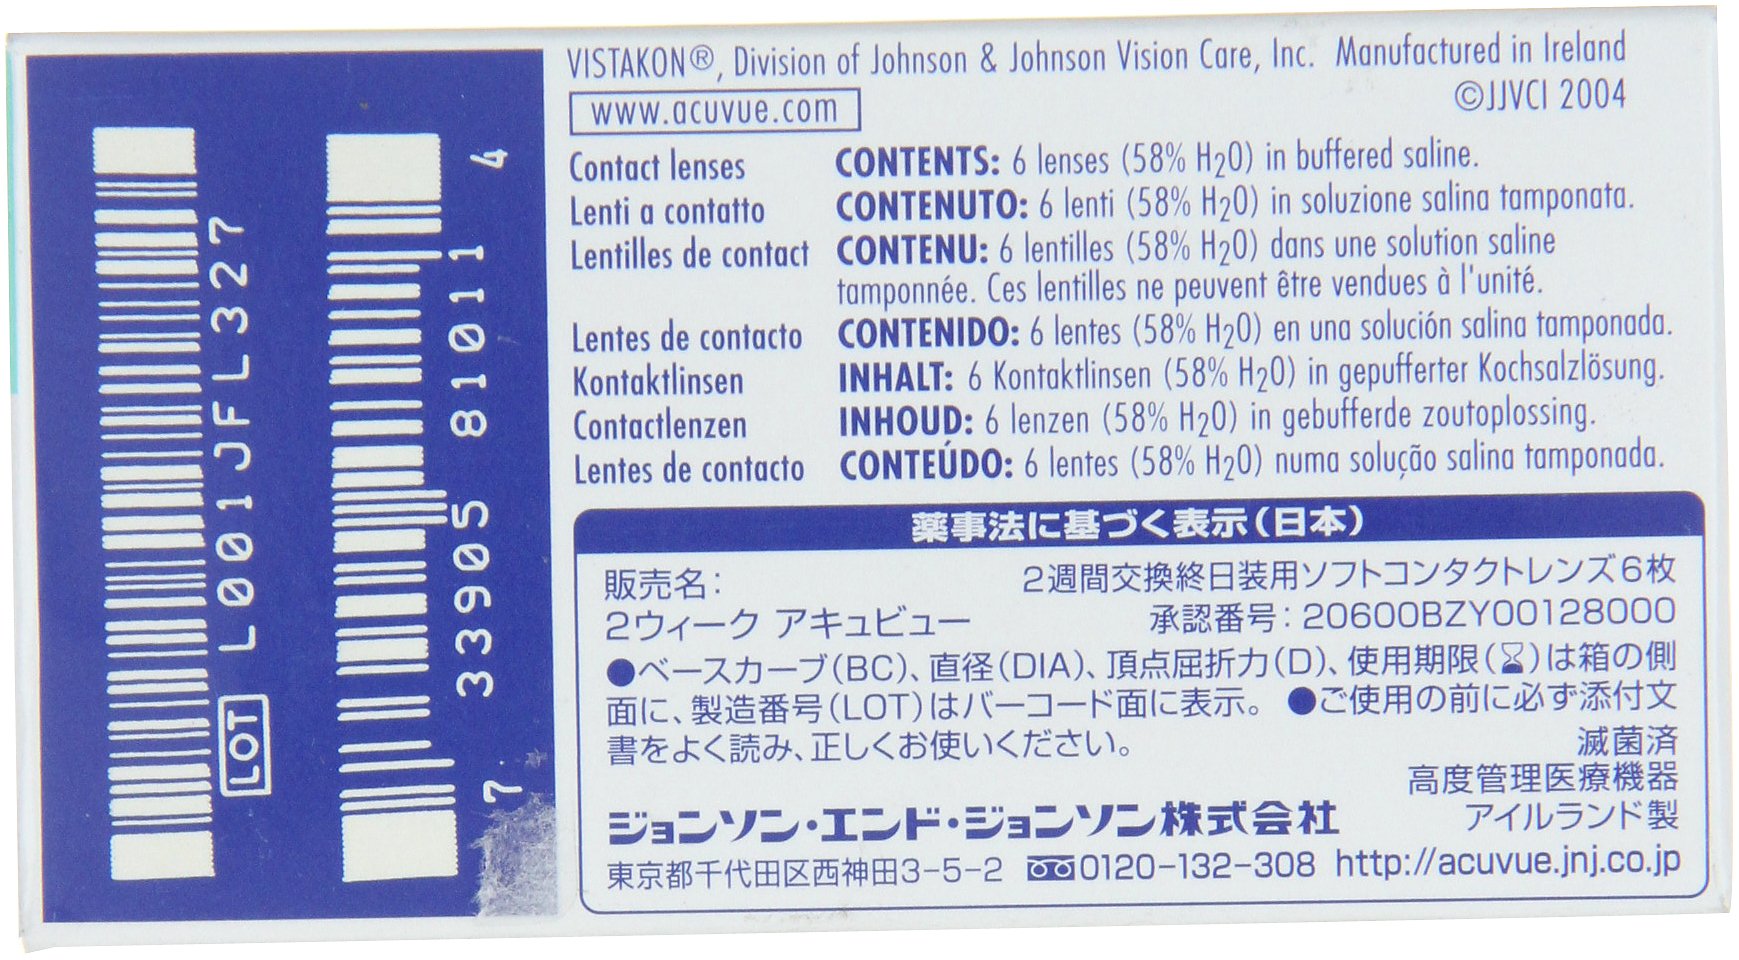 VISTAKON®, Division of Johnson & Johnson Vision Care, Inc. Manufactured in Ireland
www.acuvue.com ©JJVCI 2004
Contact lenses CONTENTS: 6 lenses (58% H2O) in buffered saline.
Lenti a contatto CONTENUTO: 6 lenti (58% H2O) in soluzione salina tamponata.
Lentilles de contact CONTENU: 6 lentilles (58% H2O) dans une solution saline
tamponnée. Ces lentilles ne peuvent être vendues à l'unité.
Lentes de contacto CONTENIDO: 6 lentes (58% H2O) en una solución salina tamponada.
Kontaktlinsen INHALT: 6 Kontaktlinsen (58% H2O) in gepufferter Kochsalzlösung.
Contactlenzen INHOUD: 6 lenzen (58% H2O) in gebufferde zoutoplossing.
Lentes de contacto CONTEÚDO: 6 lentes (58% H2O) numa solução salina tamponada.
薬事法に基づく表示(日本)
販売名: 2週間交換終日装用ソフトコンタクトレンズ6枚
2ウィーク アキュビュー 承認番号:20600BZY00128000
●ベースカーブ(BC)、直径(DIA)、頂点屈折力(D)、使用期限(⌛)は箱の側
面に、製造番号(LOT)はバーコード面に表示。 ●ご使用の前に必ず添付文
書をよく読み、正しくお使いください。 滅菌済
高度管理医療機器
ジョンソン・エンド・ジョンソン株式会社 アイルランド製
東京都千代田区西神田3-5-2 0120-132-308 http://acuvue.jnj.co.jp
LOT L001JFL327
7 33905 81011 4